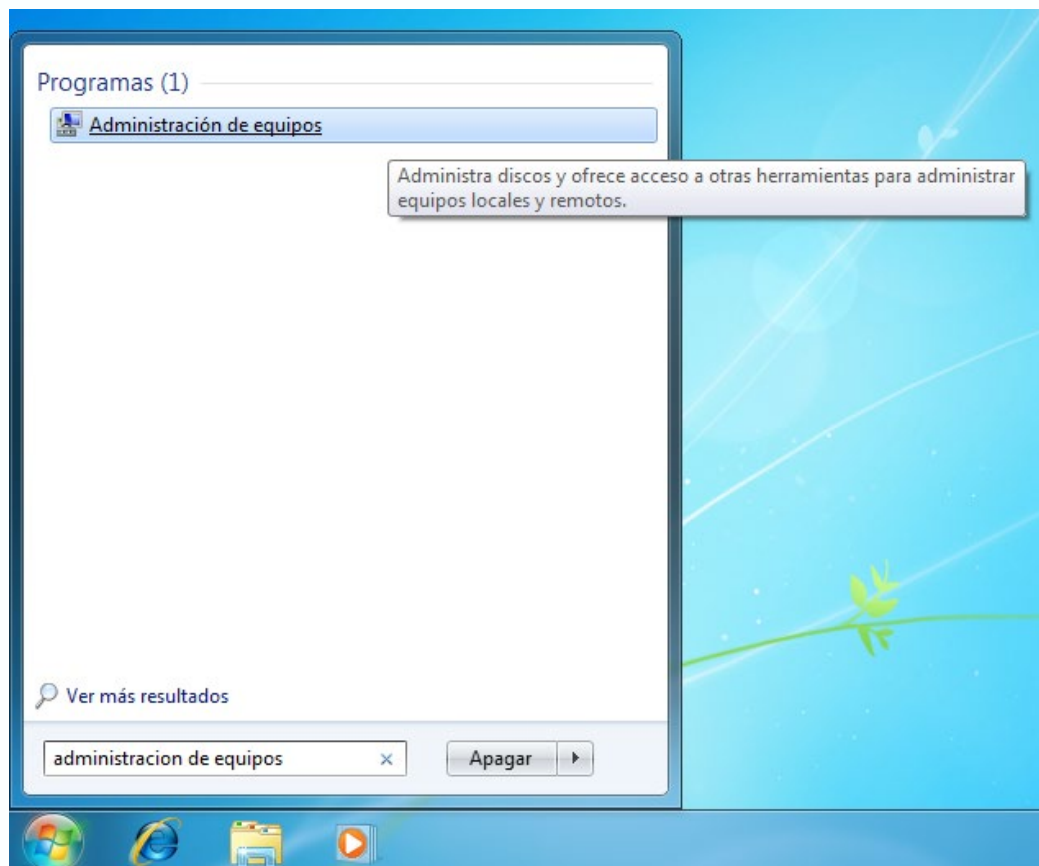 Programas (1)
Administración de equipos
Administra discos y ofrece acceso a otras herramientas para administrar
equipos locales y remotos.
Ver más resultados
administracion de equipos
Apagar